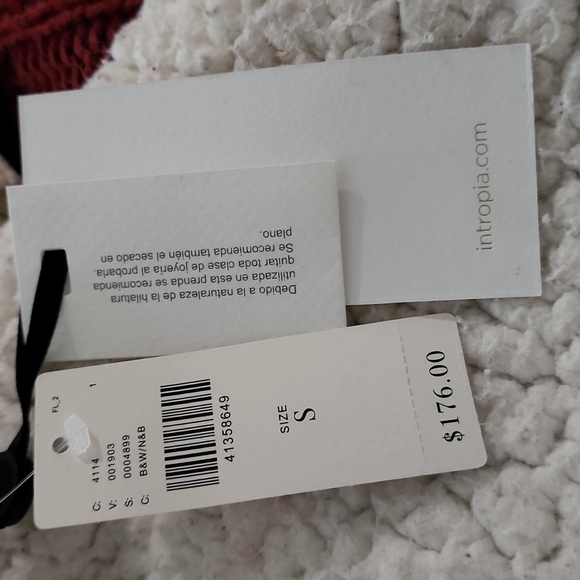 intropia.com
Debido a la naturaleza de la hilatura
utilizada en esta prenda se recomienda
quitar toda clase de joyería al probarla.
Se recomienda también el secado en
plano.
FL_2
1
C: 4114
V: 001903
S: 0004899
C: B&W/N&B
41358649
SIZE
S
$176.00